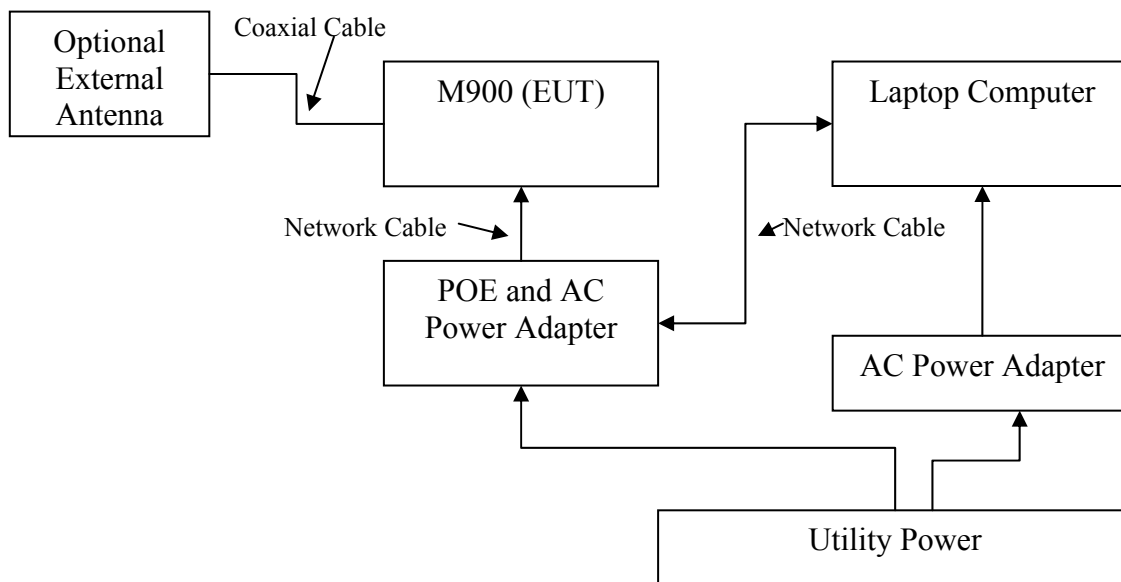 Optional
External
Antenna
Coaxial Cable
M900 (EUT)
Laptop Computer
Network Cable
Network Cable
POE and AC
Power Adapter
AC Power Adapter
Utility Power